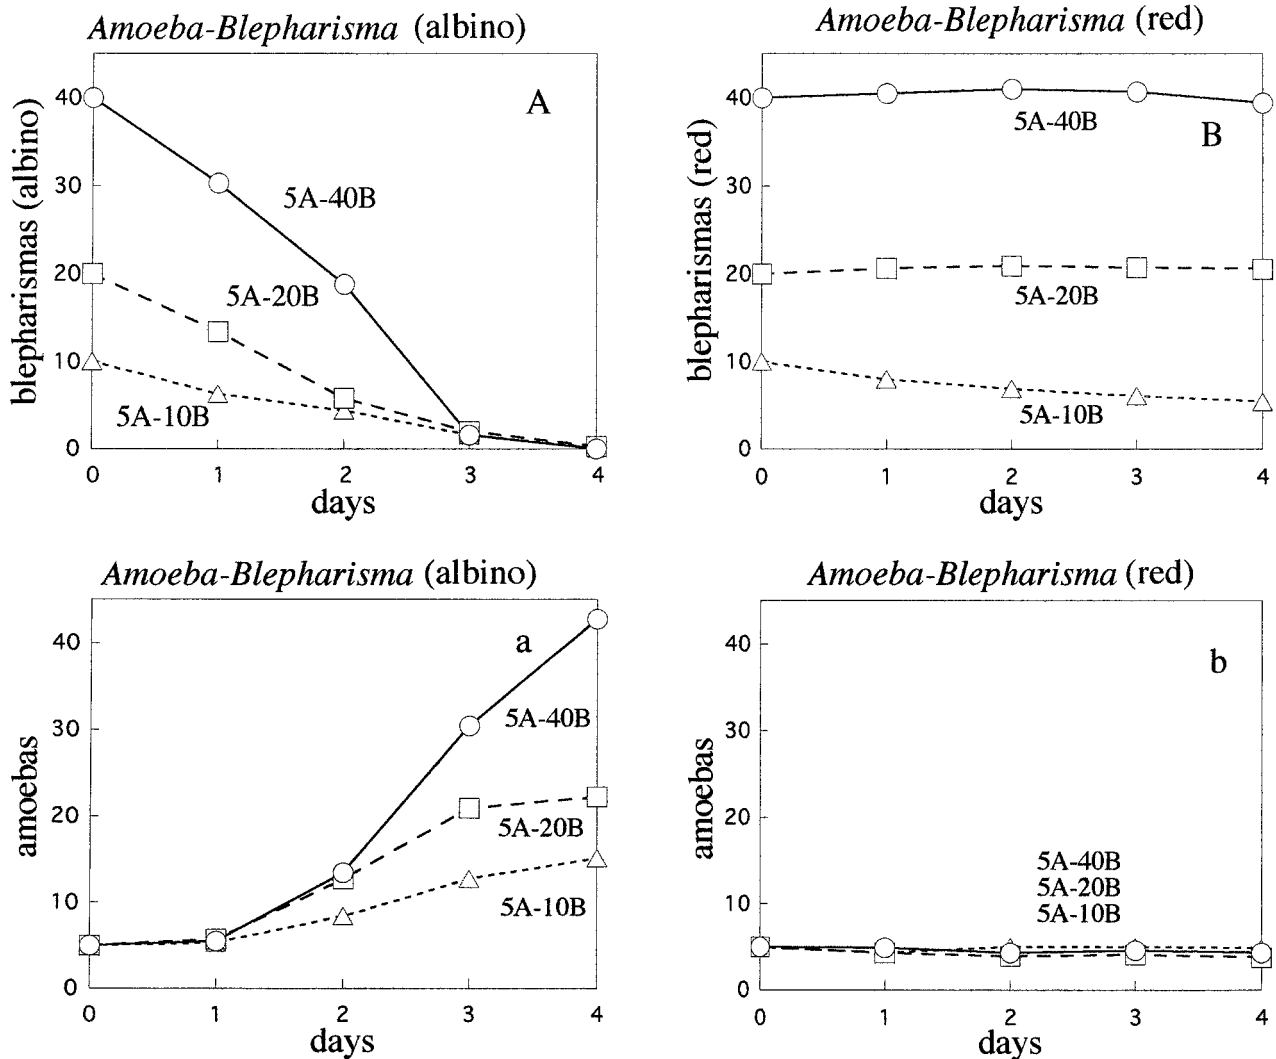 Amoeba-Blepharisma (albino)
A
blepharismas (albino)
40
30
20
10
0
5A-40B
5A-20B
5A-10B
0 1 2 3 4
days
Amoeba-Blepharisma (red)
B
blepharismas (red)
40
30
20
10
0
5A-40B
5A-20B
5A-10B
0 1 2 3 4
days
Amoeba-Blepharisma (albino)
a
amoebas
40
30
20
10
0
5A-40B
5A-20B
5A-10B
0 1 2 3 4
days
Amoeba-Blepharisma (red)
b
amoebas
40
30
20
10
0
5A-40B
5A-20B
5A-10B
0 1 2 3 4
days